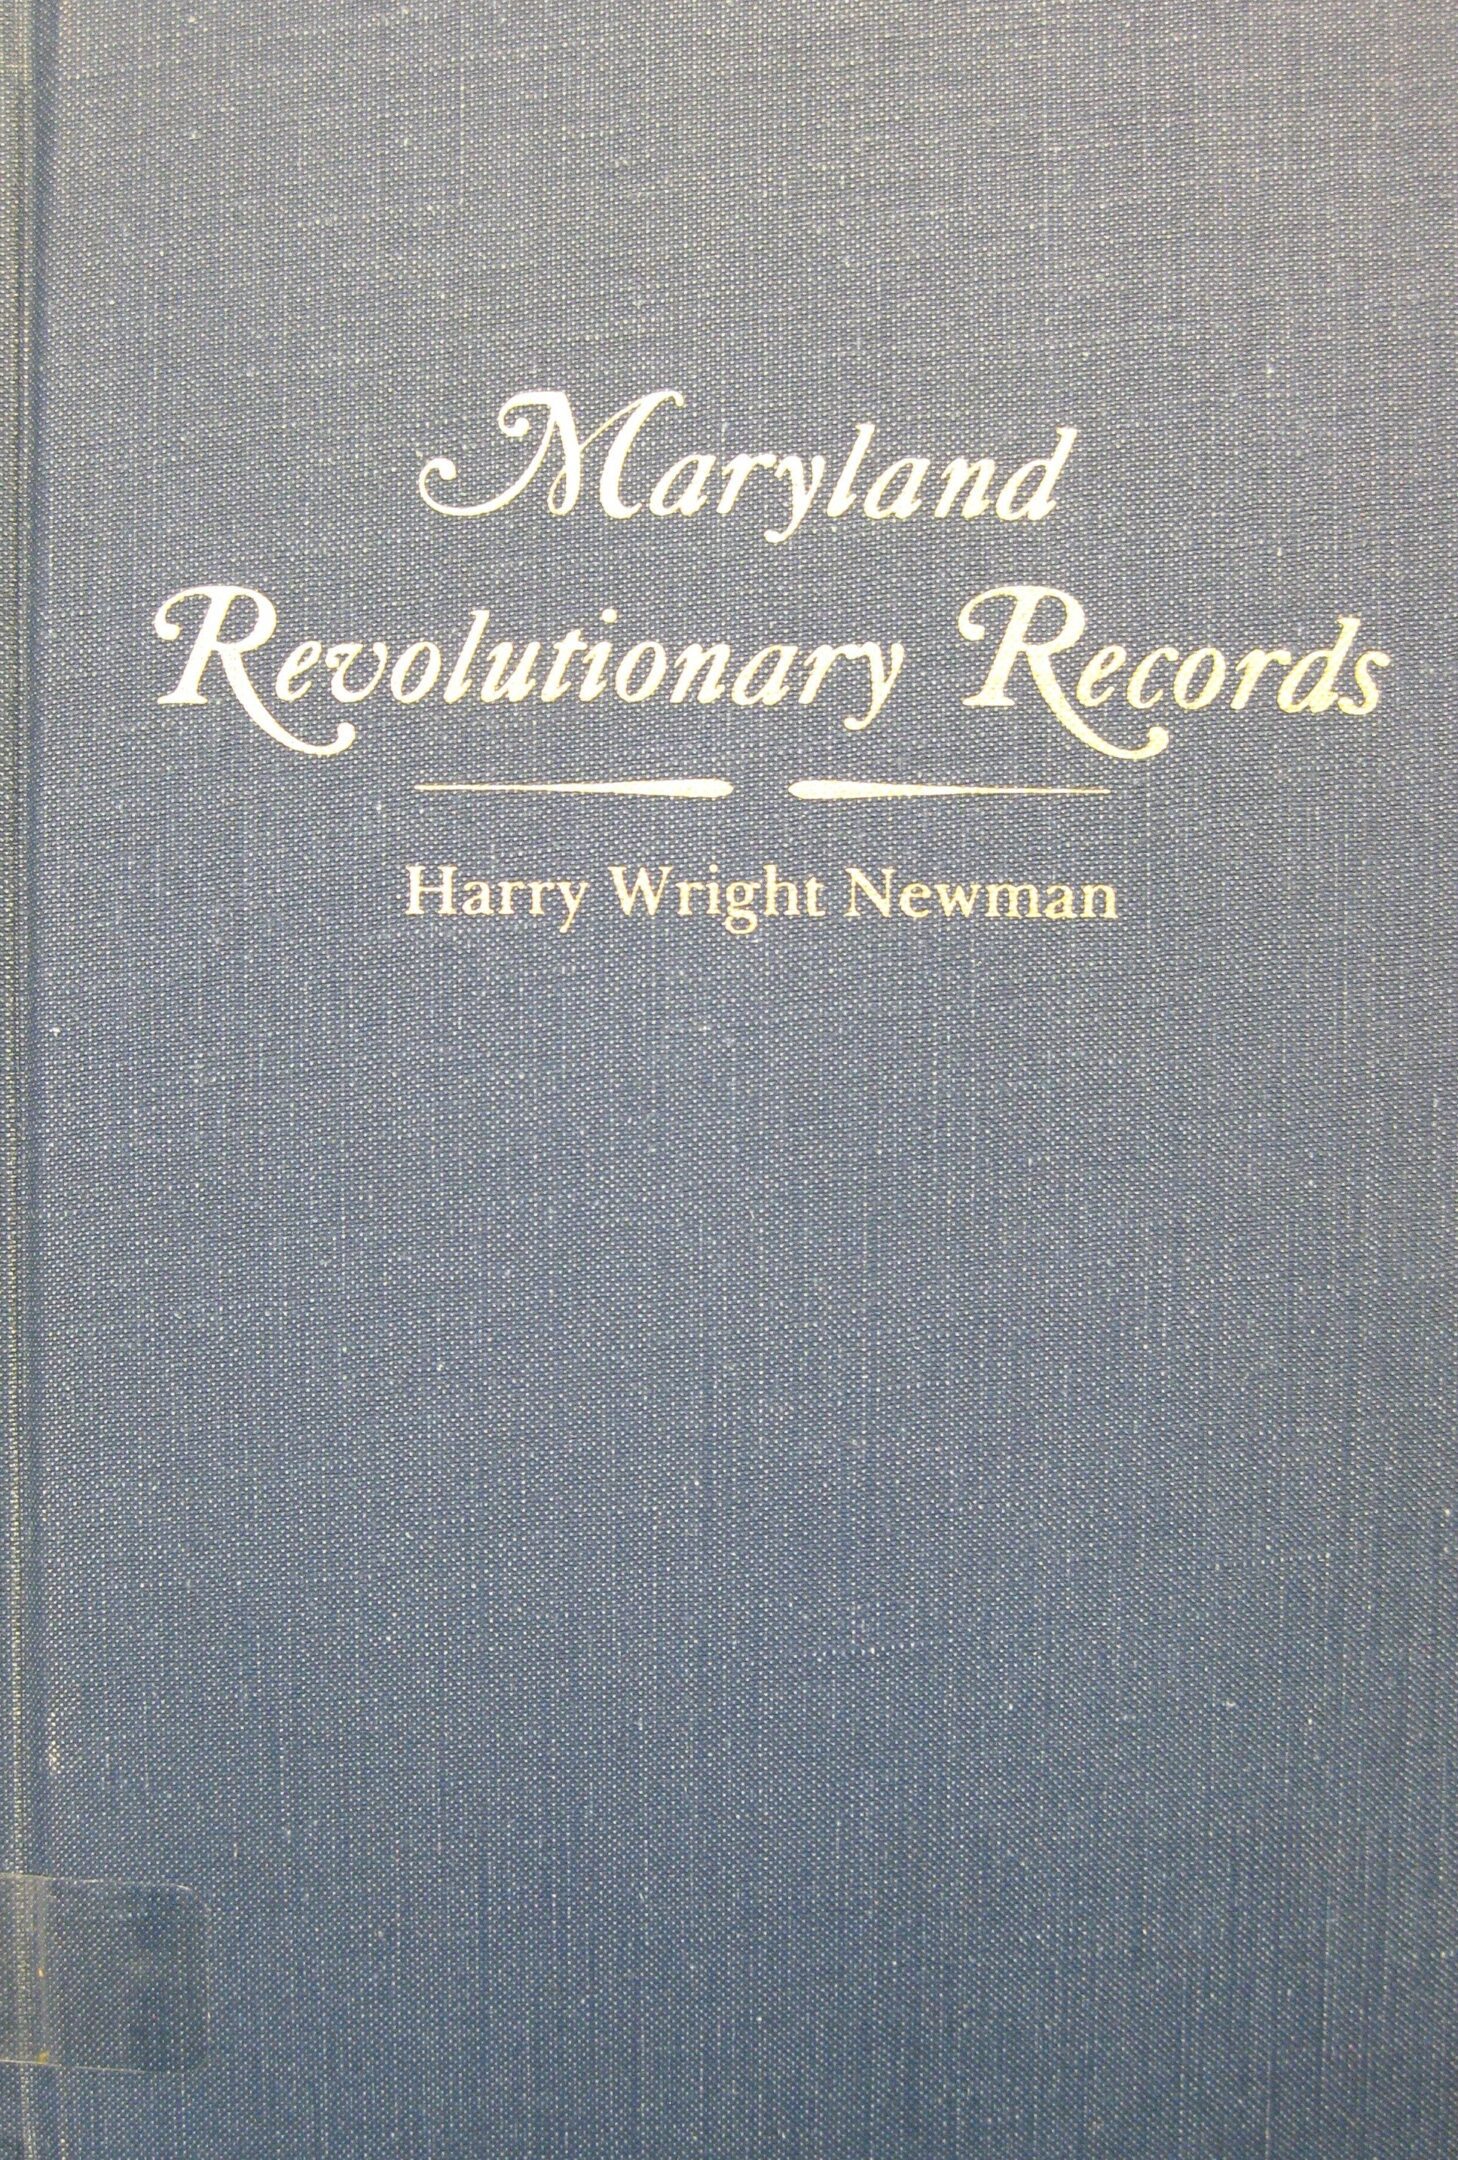 Maryland
Revolutionary Records
Harry Wright Newman